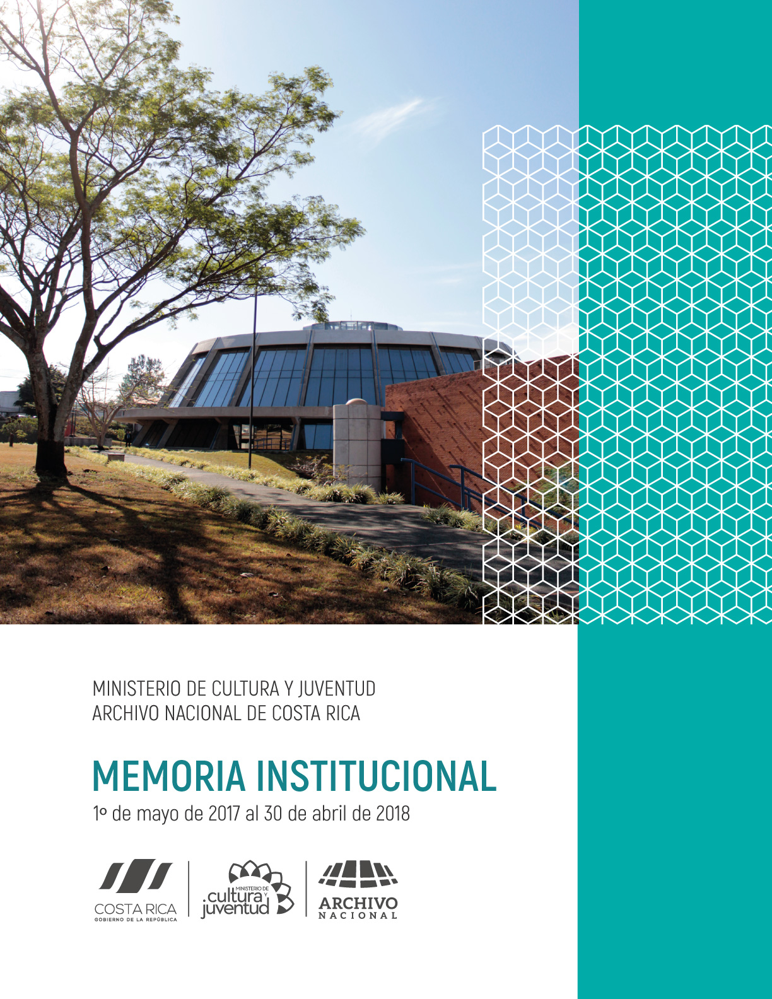 MINISTERIO DE CULTURA Y JUVENTUD
ARCHIVO NACIONAL DE COSTA RICA
MEMORIA INSTITUCIONAL
1º de mayo de 2017 al 30 de abril de 2018
COSTA RICA
GOBIERNO DE LA REPÚBLICA
MINISTERIO DE
cultura y
juventud
ARCHIVO
NACIONAL